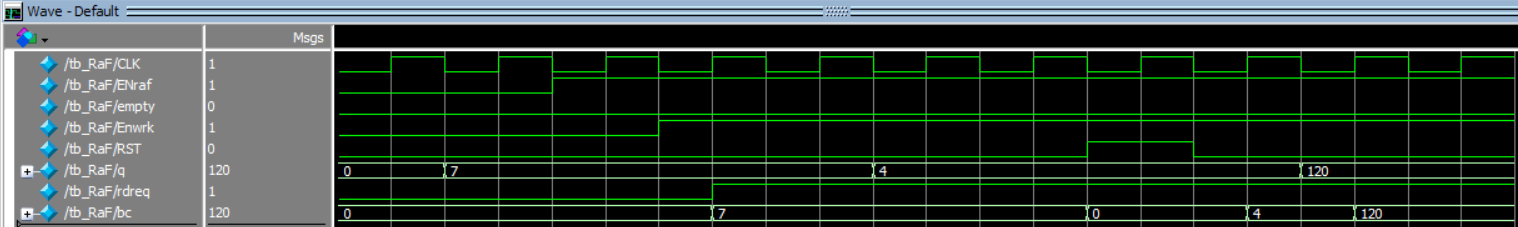 Wave - Default
Msgs
/tb_RaF/CLK 1
/tb_RaF/ENraf 1
/tb_RaF/empty 0
/tb_RaF/Enwrk 1
/tb_RaF/RST 0
/tb_RaF/q 120 0 7 4 120
/tb_RaF/rdreq 1
/tb_RaF/bc 120 0 7 0 4 120